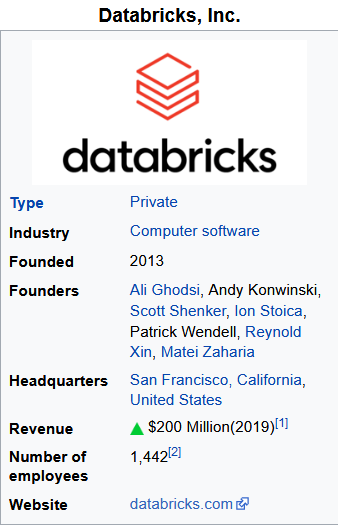 Databricks, Inc.
databricks
Type Private
Industry Computer software
Founded 2013
Founders Ali Ghodsi, Andy Konwinski,
Scott Shenker, Ion Stoica,
Patrick Wendell, Reynold
Xin, Matei Zaharia
Headquarters San Francisco, California,
United States
Revenue $200 Million(2019)[1]
Number of
employees 1,442[2]
Website databricks.com